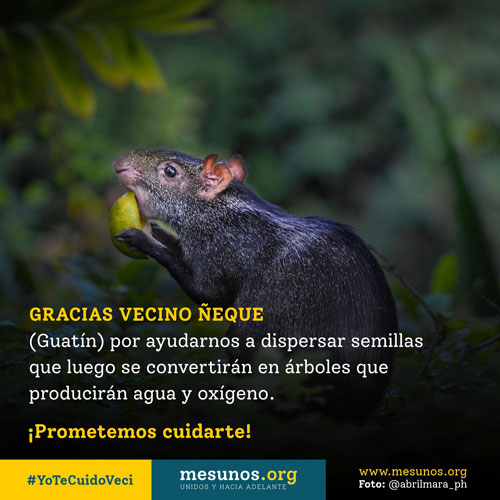 GRACIAS VECINO ÑEQUE
(Guatín) por ayudarnos a dispersar semillas
que luego se convertirán en árboles que
producirán agua y oxígeno.
¡Prometemos cuidarte!
#YoTeCuidoVeci
mesunos.org
UNIDOS Y HACIA ADELANTE
www.mesunos.org
Foto: @abrilmara_ph